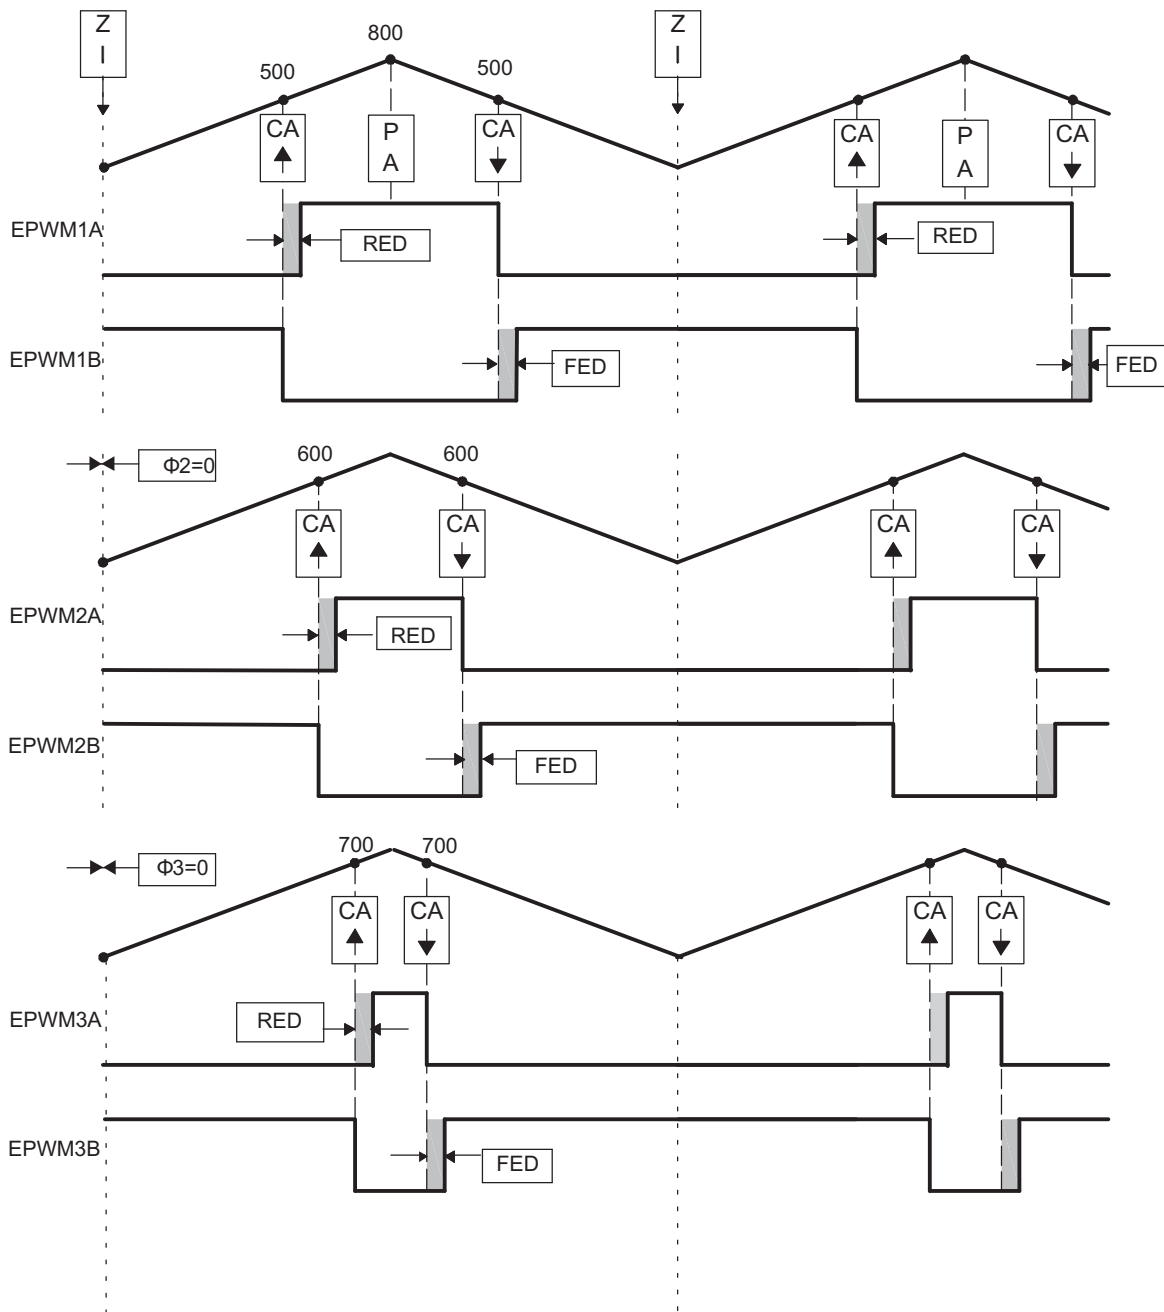 Z
I
Z
I
800
500
500
CA
P
A
CA
CA
P
A
CA
EPWM1A
RED
RED
EPWM1B
FED
FED
Φ2=0
600
600
CA
CA
CA
CA
EPWM2A
RED
EPWM2B
FED
Φ3=0
700
700
CA
CA
CA
CA
EPWM3A
RED
EPWM3B
FED